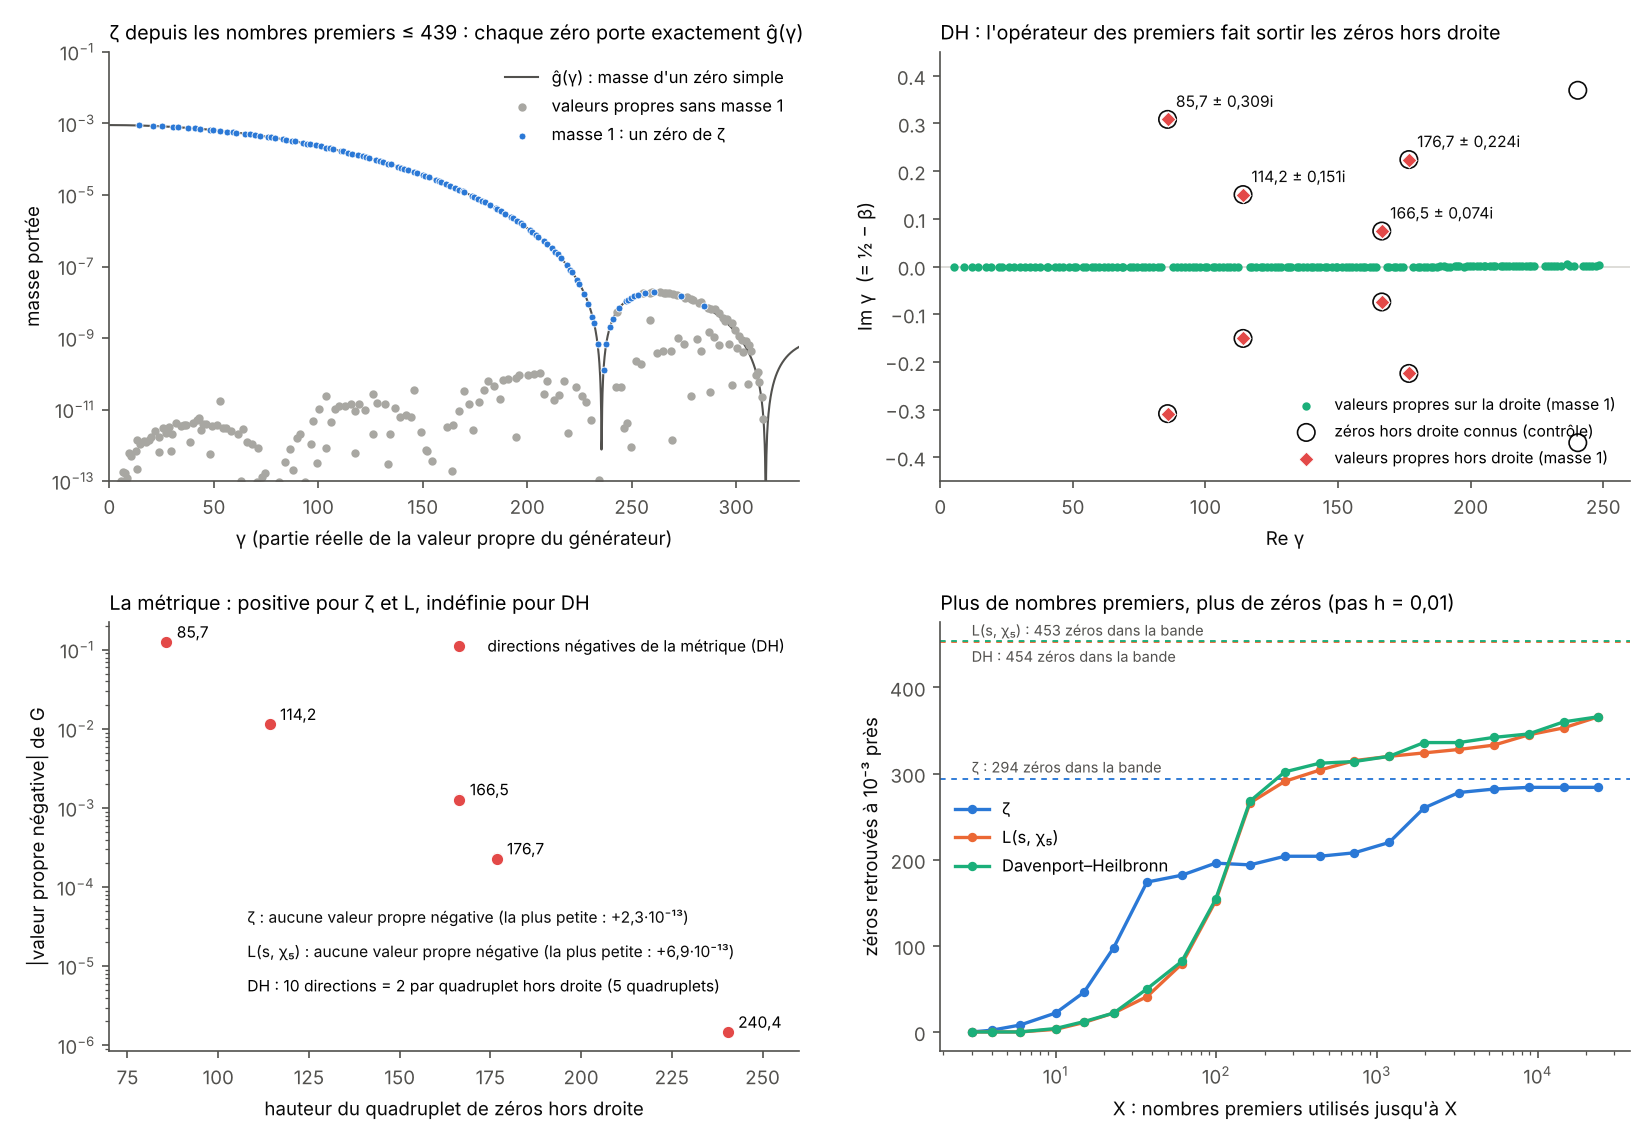 ζ depuis les nombres premiers ≤ 439 : chaque zéro porte exactement ĝ(γ)
10⁻¹
10⁻³
10⁻⁵
10⁻⁷
10⁻⁹
10⁻¹¹
10⁻¹³
masse portée
ĝ(γ) : masse d'un zéro simple
valeurs propres sans masse 1
masse 1 : un zéro de ζ
0 50 100 150 200 250 300
γ (partie réelle de la valeur propre du générateur)
DH : l'opérateur des premiers fait sortir les zéros hors droite
0.4
0.3
0.2
0.1
0.0
−0.1
−0.2
−0.3
−0.4
Im γ (= ½ − β)
85,7 ± 0,309i
176,7 ± 0,224i
114,2 ± 0,151i
166,5 ± 0,074i
valeurs propres sur la droite (masse 1)
zéros hors droite connus (contrôle)
valeurs propres hors droite (masse 1)
0 50 100 150 200 250
Re γ
La métrique : positive pour ζ et L, indéfinie pour DH
10⁻¹
10⁻²
10⁻³
10⁻⁴
10⁻⁵
10⁻⁶
|valeur propre négative| de G
85,7
directions négatives de la métrique (DH)
114,2
166,5
176,7
ζ : aucune valeur propre négative (la plus petite : +2,3·10⁻¹³)
L(s, χ₅) : aucune valeur propre négative (la plus petite : +6,9·10⁻¹³)
DH : 10 directions = 2 par quadruplet hors droite (5 quadruplets)
240,4
75 100 125 150 175 200 225 250
hauteur du quadruplet de zéros hors droite
Plus de nombres premiers, plus de zéros (pas h = 0,01)
400
300
200
100
0
zéros retrouvés à 10⁻³ près
L(s, χ₅) : 453 zéros dans la bande
DH : 454 zéros dans la bande
ζ : 294 zéros dans la bande
ζ
L(s, χ₅)
Davenport–Heilbronn
10¹ 10² 10³ 10⁴
X : nombres premiers utilisés jusqu'à X